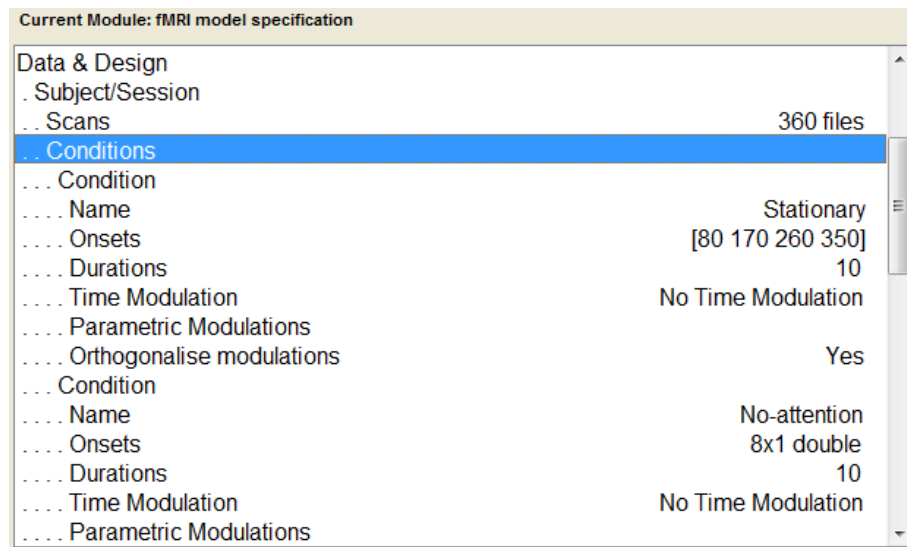 Current Module: fMRI model specification
Data & Design
. Subject/Session
. . Scans 360 files
. . Conditions
. . . Condition
. . . . Name Stationary
. . . . Onsets [80 170 260 350]
. . . . Durations 10
. . . . Time Modulation No Time Modulation
. . . . Parametric Modulations
. . . . Orthogonalise modulations Yes
. . . Condition
. . . . Name No-attention
. . . . Onsets 8x1 double
. . . . Durations 10
. . . . Time Modulation No Time Modulation
. . . . Parametric Modulations